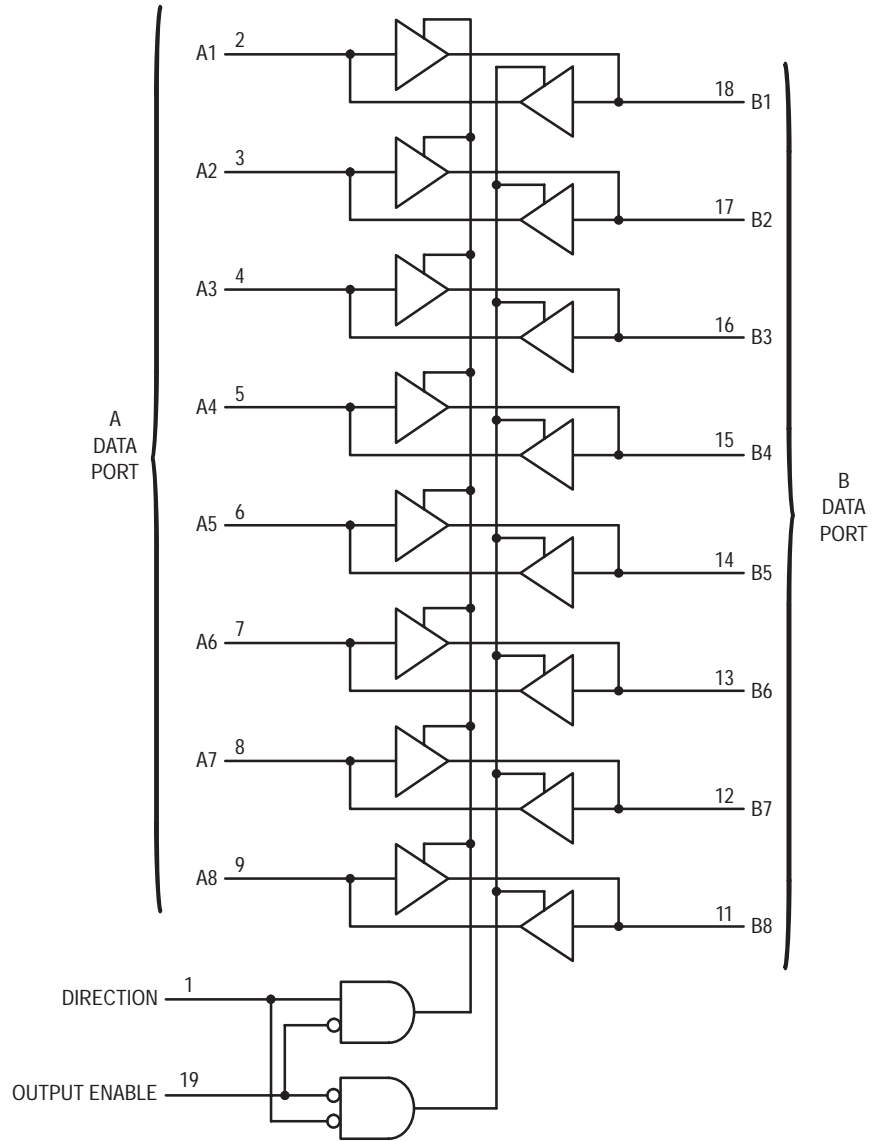 A1 2
18 B1
A2 3
17 B2
A3 4
16 B3
A4 5
15 B4
A
DATA
PORT
B
DATA
PORT
A5 6
14 B5
A6 7
13 B6
A7 8
12 B7
A8 9
11 B8
DIRECTION 1
OUTPUT ENABLE 19